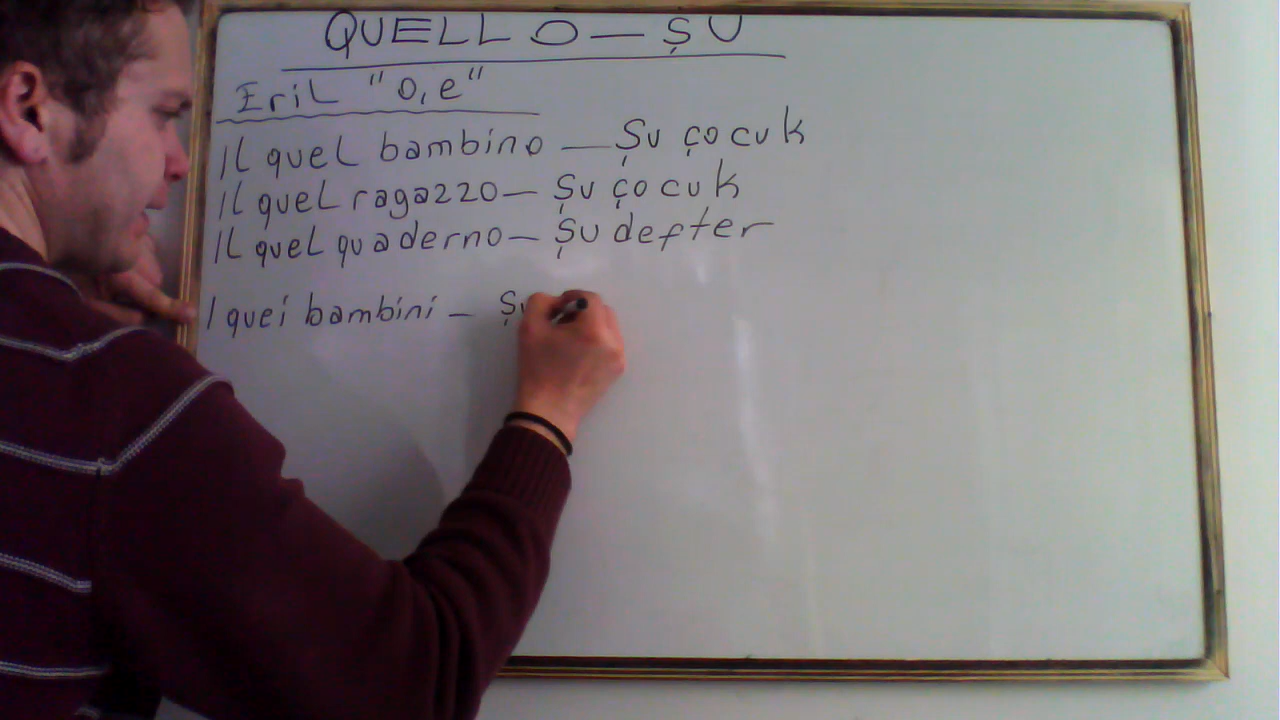 QUELLO — ŞU
Eril "o,e"
Il quel bambino — Şu çocuk
Il quel ragazzo — Şu çocuk
Il quel quaderno — Şu defter
I quei bambini — Şu